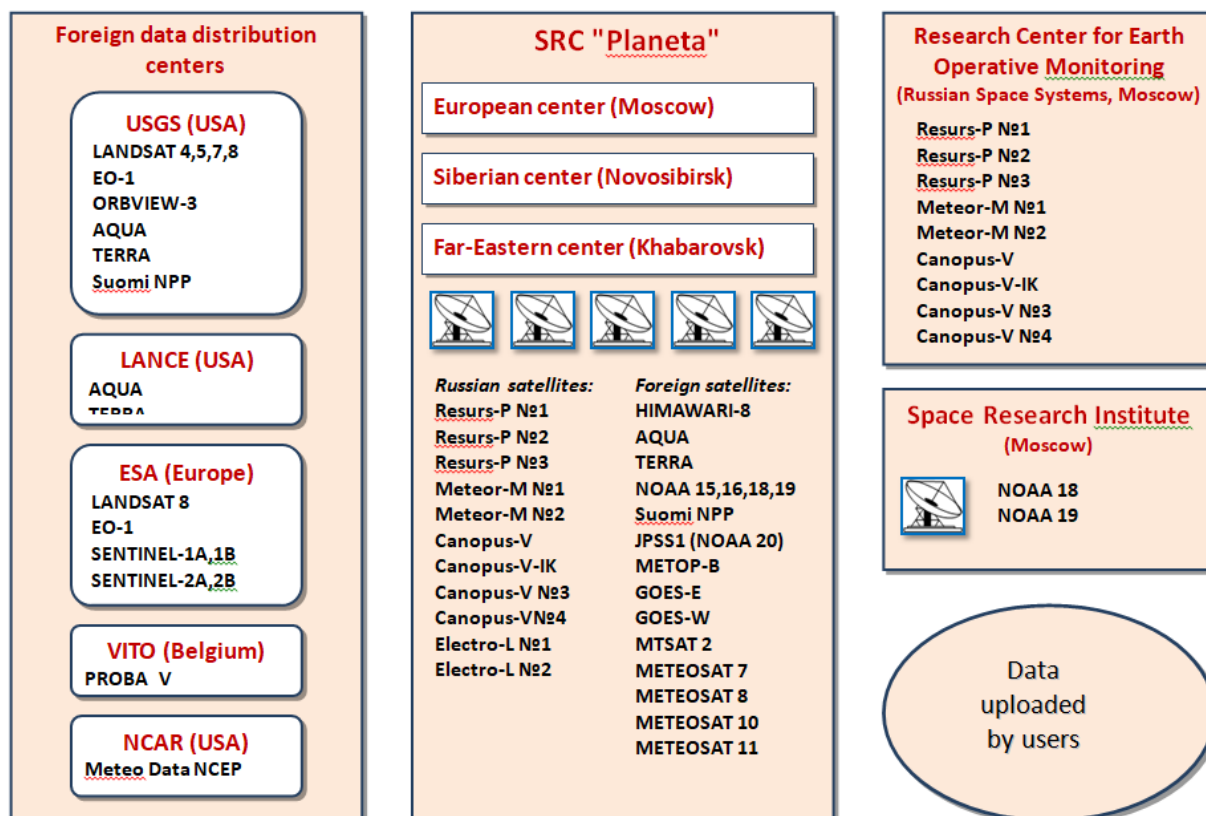 Foreign data distribution
centers
USGS (USA)
LANDSAT 4,5,7,8
EO-1
ORBVIEW-3
AQUA
TERRA
Suomi NPP
LANCE (USA)
AQUA
TERRA
ESA (Europe)
LANDSAT 8
EO-1
SENTINEL-1A,1B
SENTINEL-2A,2B
VITO (Belgium)
PROBA V
NCAR (USA)
Meteo Data NCEP
SRC "Planeta"
European center (Moscow)
Siberian center (Novosibirsk)
Far-Eastern center (Khabarovsk)
Russian satellites:
Resurs-P №1
Resurs-P №2
Resurs-P №3
Meteor-M №1
Meteor-M №2
Canopus-V
Canopus-V-IK
Canopus-V №3
Canopus-V№4
Electro-L №1
Electro-L №2
Foreign satellites:
HIMAWARI-8
AQUA
TERRA
NOAA 15,16,18,19
Suomi NPP
JPSS1 (NOAA 20)
METOP-B
GOES-E
GOES-W
MTSAT 2
METEOSAT 7
METEOSAT 8
METEOSAT 10
METEOSAT 11
Research Center for Earth
Operative Monitoring
(Russian Space Systems, Moscow)
Resurs-P №1
Resurs-P №2
Resurs-P №3
Meteor-M №1
Meteor-M №2
Canopus-V
Canopus-V-IK
Canopus-V №3
Canopus-V №4
Space Research Institute
(Moscow)
NOAA 18
NOAA 19
Data
uploaded
by users